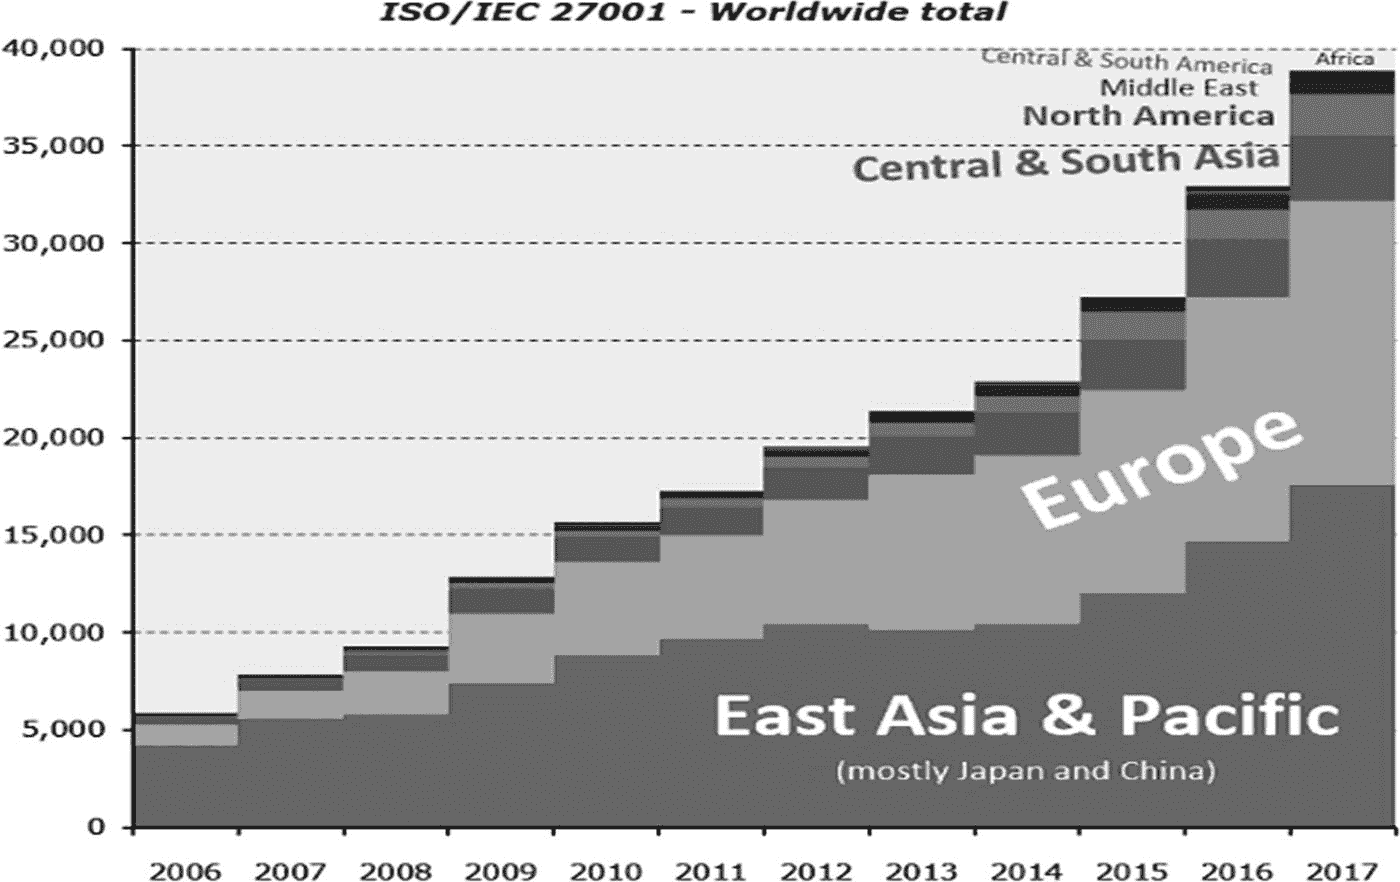 ISO/IEC 27001 - Worldwide total
40,000
Central & South America
Africa
Middle East
North America
35,000
Central & South Asia
30,000
25,000
20,000
Europe
15,000
10,000
East Asia & Pacific
5,000
(mostly Japan and China)
0
2006 2007 2008 2009 2010 2011 2012 2013 2014 2015 2016 2017